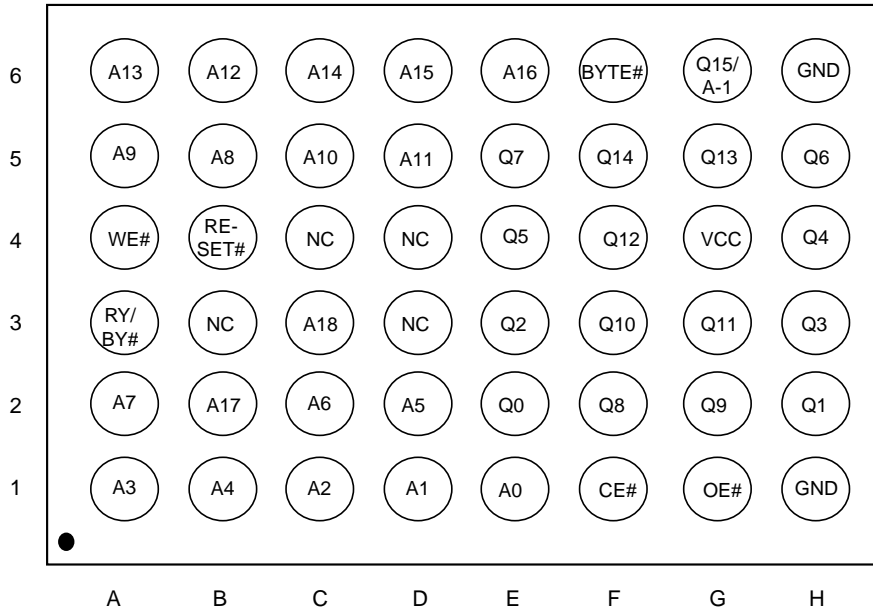 6 A13 A12 A14 A15 A16 BYTE# Q15/ A-1 GND
5 A9 A8 A10 A11 Q7 Q14 Q13 Q6
4 WE# RE- SET# NC NC Q5 Q12 VCC Q4
3 RY/ BY# NC A18 NC Q2 Q10 Q11 Q3
2 A7 A17 A6 A5 Q0 Q8 Q9 Q1
1 A3 A4 A2 A1 A0 CE# OE# GND
A B C D E F G H